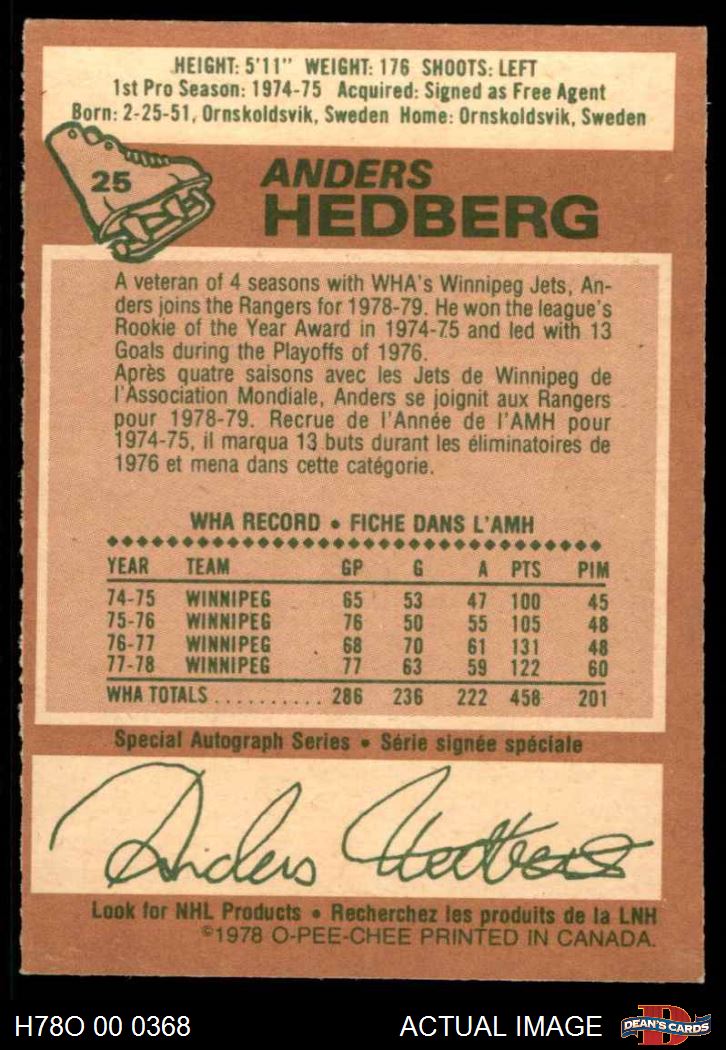 HEIGHT: 5'11" WEIGHT: 176 SHOOTS: LEFT
1st Pro Season: 1974-75 Acquired: Signed as Free Agent
Born: 2-25-51, Ornskoldsvik, Sweden Home: Ornskoldsvik, Sweden
25
ANDERS
HEDBERG
A veteran of 4 seasons with WHA's Winnipeg Jets, An-
ders joins the Rangers for 1978-79. He won the league's
Rookie of the Year Award in 1974-75 and led with 13
Goals during the Playoffs of 1976.
Après quatre saisons avec les Jets de Winnipeg de
l'Association Mondiale, Anders se joignit aux Rangers
pour 1978-79. Recrue de l'Année de l'AMH pour
1974-75, il marqua 13 buts durant les éliminatoires de
1976 et mena dans cette catégorie.
WHA RECORD • FICHE DANS L'AMH
YEAR TEAM GP G A PTS PIM
74-75 WINNIPEG 65 53 47 100 45
75-76 WINNIPEG 76 50 55 105 48
76-77 WINNIPEG 68 70 61 131 48
77-78 WINNIPEG 77 63 59 122 60
WHA TOTALS .......... 286 236 222 458 201
Special Autograph Series • Série signée spéciale
Anders Hedberg
Look for NHL Products • Recherchez les produits de la LNH
©1978 O-PEE-CHEE PRINTED IN CANADA.
H78O 00 0368 ACTUAL IMAGE
D
DEAN'S CARDS